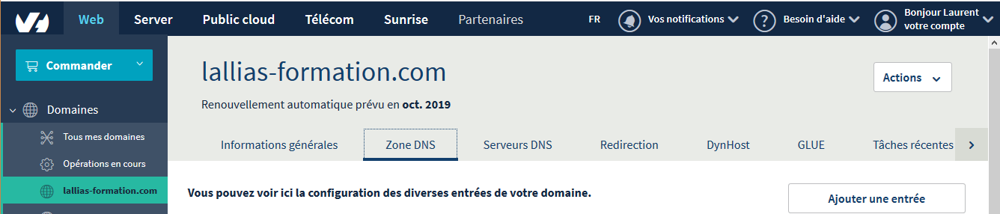 Web Server Public cloud Télécom Sunrise Partenaires FR Vos notifications ? Besoin d'aide Bonjour Laurent
votre compte
Commander
lallias-formation.com
Actions
Renouvellement automatique prévu en oct. 2019
Domaines
Tous mes domaines
Opérations en cours
lallias-formation.com
Informations générales Zone DNS Serveurs DNS Redirection DynHost GLUE Tâches récentes
Vous pouvez voir ici la configuration des diverses entrées de votre domaine.
Ajouter une entrée